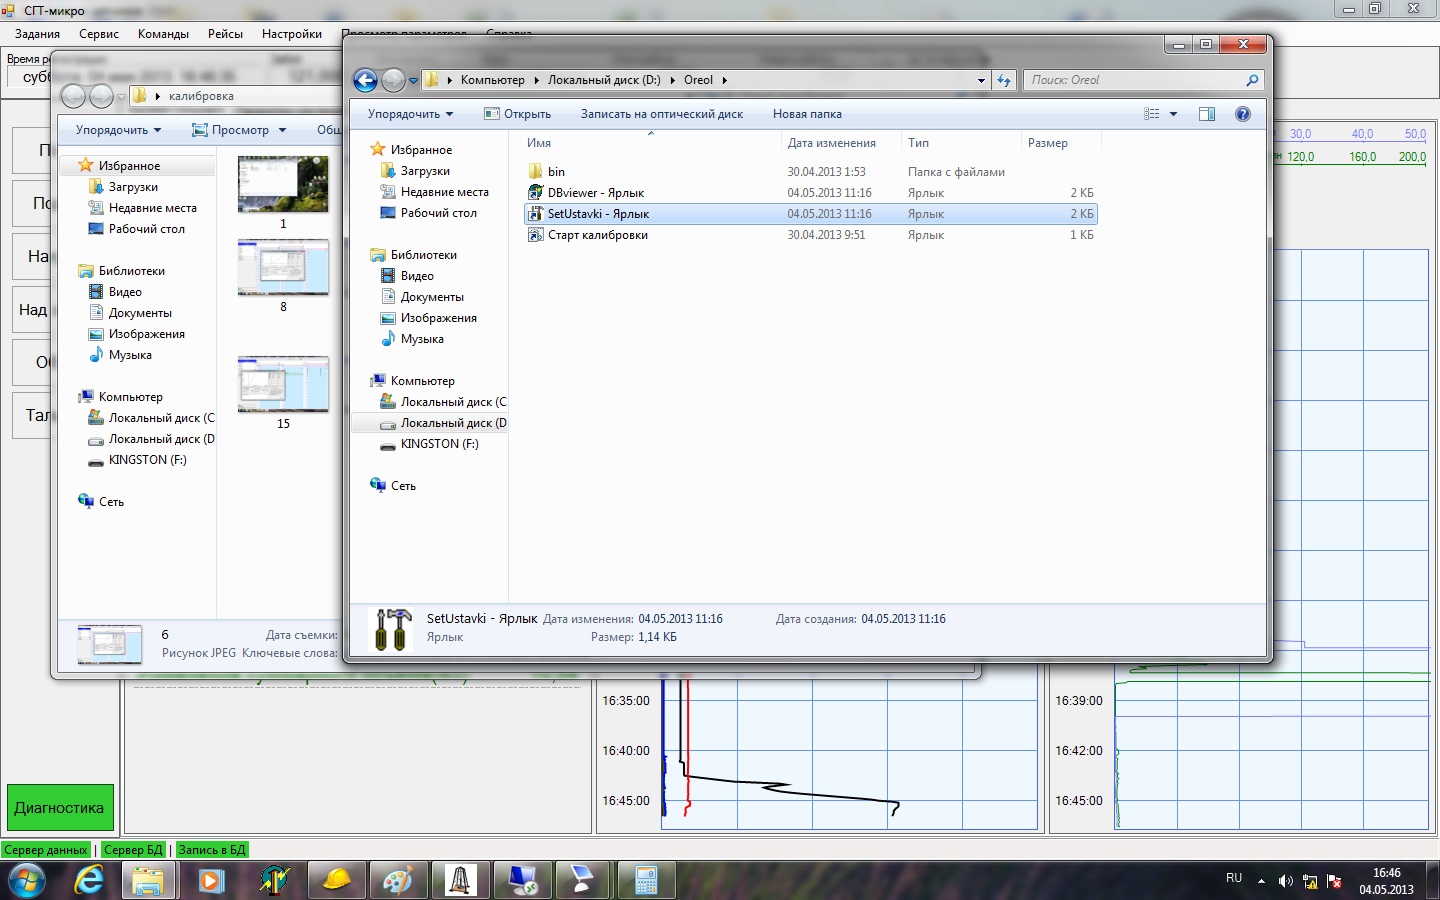 СГТ-микро
Задания Сервис Команды Рейсы Настройки Просмотр параметров Справка
Время
калибровка
Упорядочить Просмотр
Избранное
Загрузки
Недавние места
Рабочий стол
Библиотеки
Видео
Документы
Изображения
Музыка
Компьютер
Локальный диск (C
Локальный диск (D
KINGSTON (F:)
Сеть
1
8
15
6 Дата съемки:
Рисунок JPEG Ключевые слова:
Компьютер Локальный диск (D:) Oreol
Поиск: Oreol
Упорядочить Открыть Записать на оптический диск Новая папка
Избранное
Загрузки
Недавние места
Рабочий стол
Библиотеки
Видео
Документы
Изображения
Музыка
Компьютер
Локальный диск (C
Локальный диск (D
KINGSTON (F:)
Сеть
Имя Дата изменения Тип Размер
bin 30.04.2013 1:53 Папка с файлами
DBviewer - Ярлык 04.05.2013 11:16 Ярлык 2 КБ
SetUstavki - Ярлык 04.05.2013 11:16 Ярлык 2 КБ
Старт калибровки 30.04.2013 9:51 Ярлык 1 КБ
SetUstavki - Ярлык Дата изменения: 04.05.2013 11:16 Дата создания: 04.05.2013 11:16
Ярлык Размер: 1,14 КБ
30,0 40,0 50,0
120,0 160,0 200,0
Над
16:35:00
16:40:00
16:45:00
16:39:00
16:42:00
16:45:00
Диагностика
Сервер данных | Сервер БД | Запись в БД
RU
16:46
04.05.2013